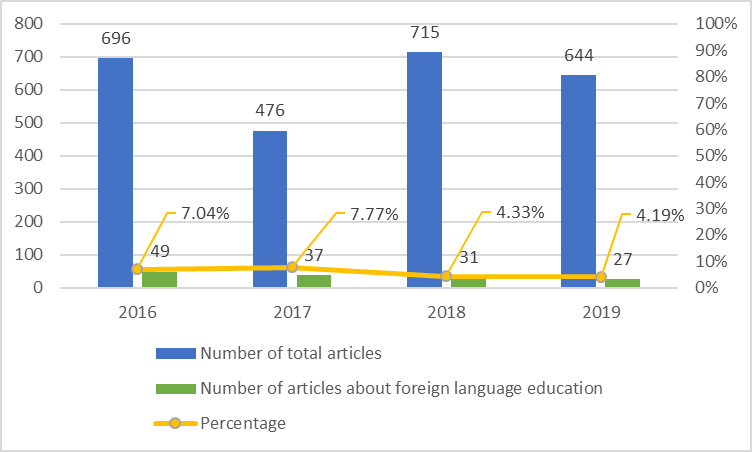 800 715 100%
696 644
700 90%
600 80%
476 70%
500 60%
400 50%
300 40%
200 7.04% 7.77% 4.33% 4.19% 30%
20%
100 49 37 31 27 10%
0 0%
2016 2017 2018 2019
Number of total articles
Number of articles about foreign language education
Percentage